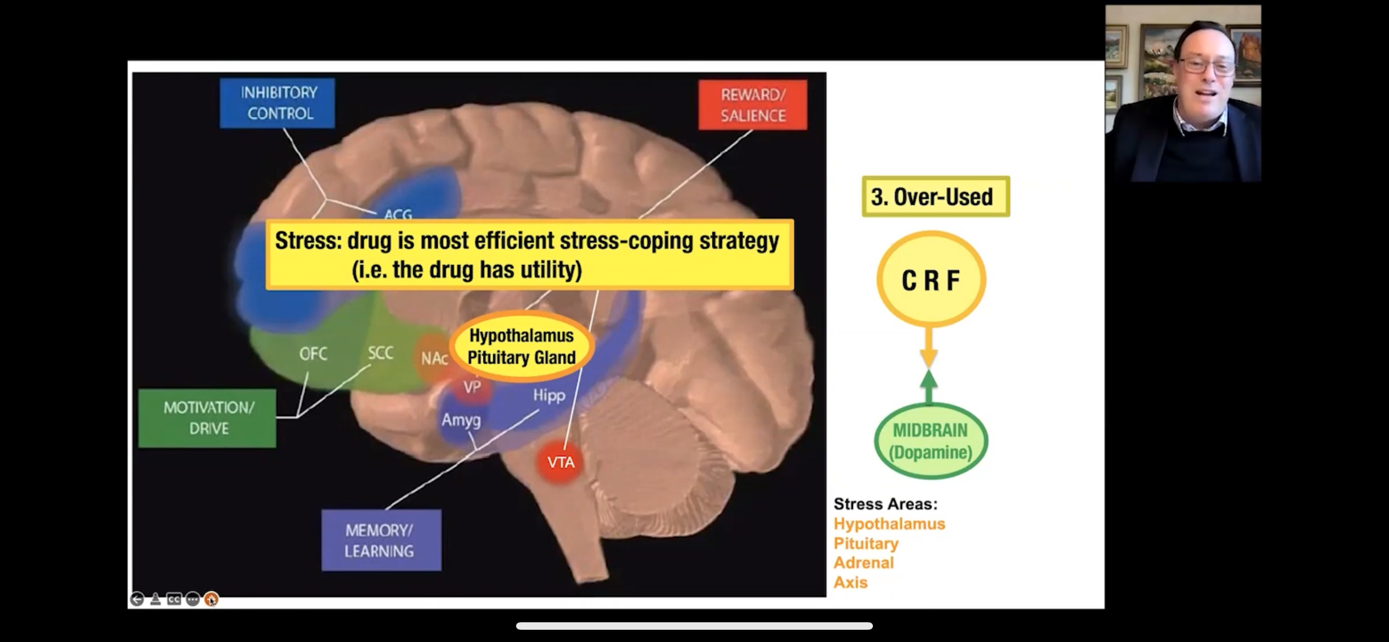 INHIBITORY
CONTROL
REWARD/
SALIENCE
3. Over-Used
ACG
Stress: drug is most efficient stress-coping strategy
(i.e. the drug has utility)
C R F
Hypothalamus
Pituitary Gland
OFC
SCC
NAc
VP
Hipp
Amyg
MOTIVATION/
DRIVE
MIDBRAIN
(Dopamine)
VTA
MEMORY/
LEARNING
Stress Areas:
Hypothalamus
Pituitary
Adrenal
Axis
CC